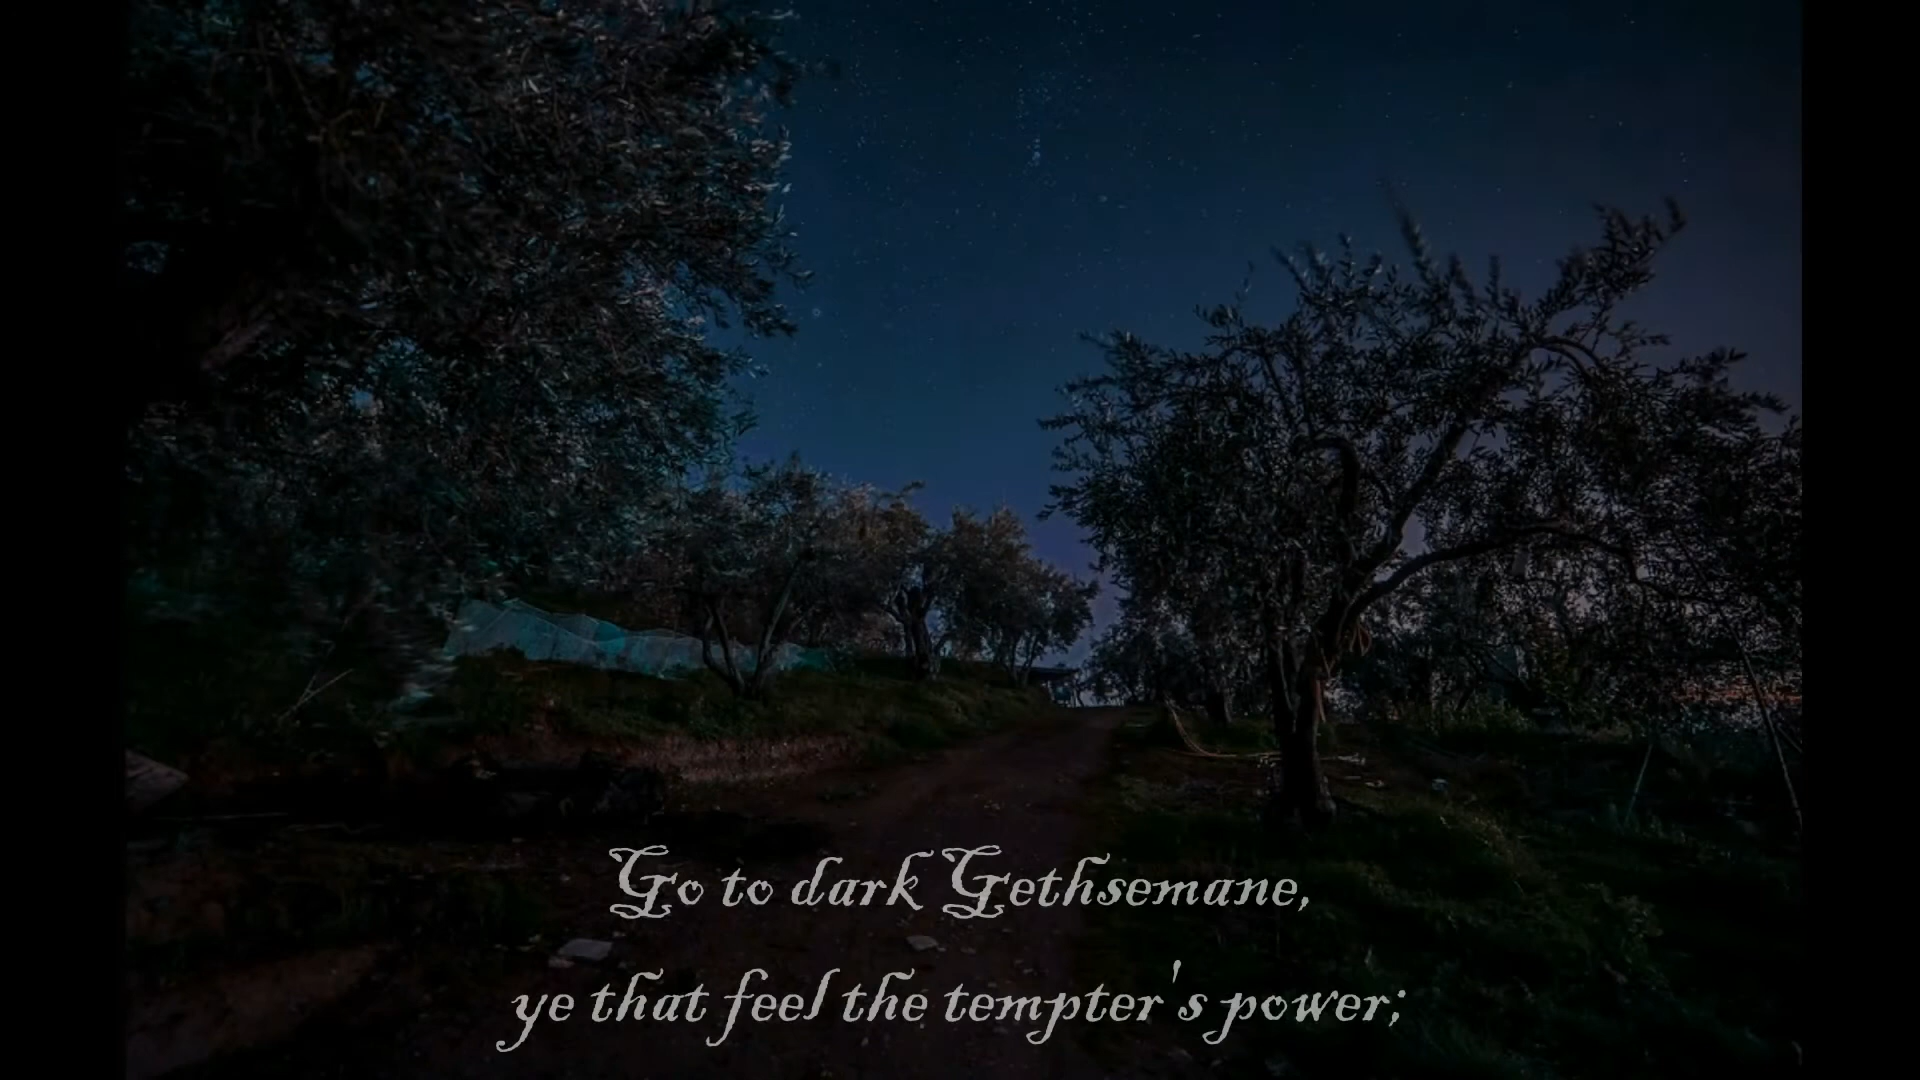 Go to dark Gethsemane,
ye that feel the tempter's power;